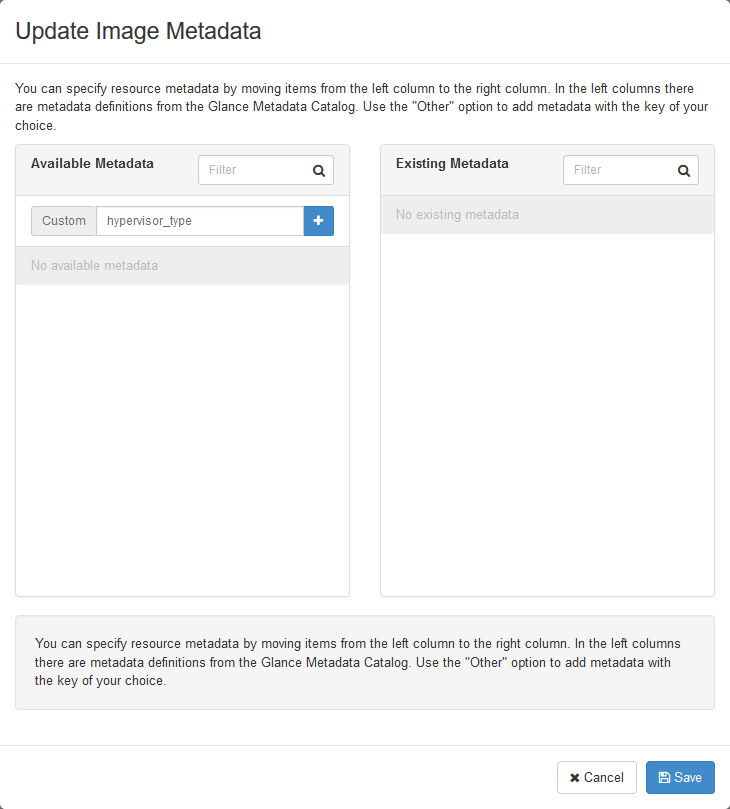 Update Image Metadata
You can specify resource metadata by moving items from the left column to the right column. In the left columns there
are metadata definitions from the Glance Metadata Catalog. Use the "Other" option to add metadata with the key of your
choice.
Available Metadata
Filter
Custom
hypervisor_type
No available metadata
Existing Metadata
Filter
No existing metadata
You can specify resource metadata by moving items from the left column to the right column. In the left columns
there are metadata definitions from the Glance Metadata Catalog. Use the "Other" option to add metadata with
the key of your choice.
Cancel
Save